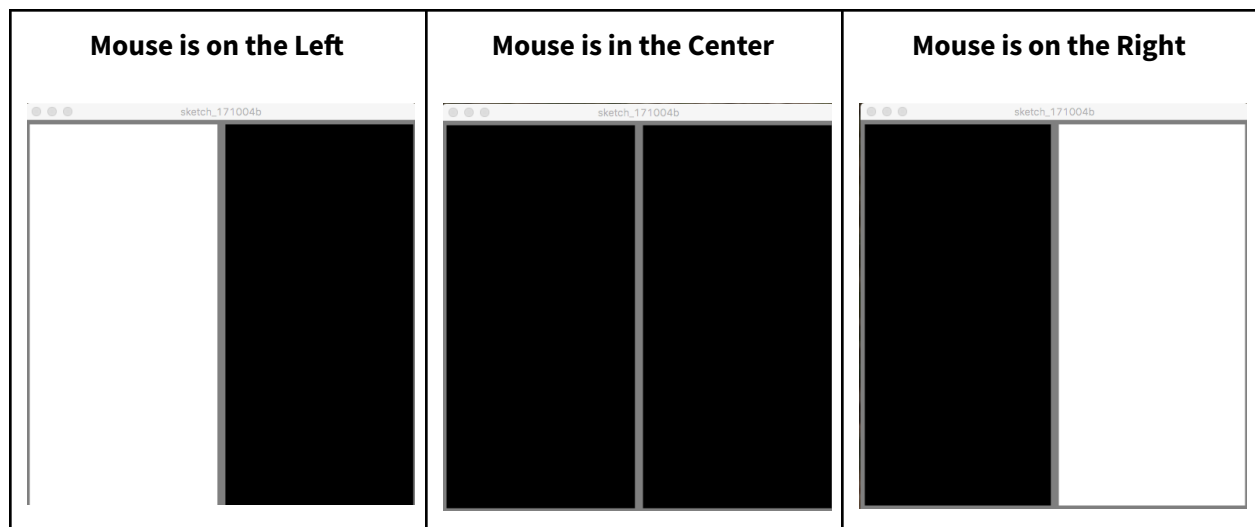 Mouse is on the Left
Mouse is in the Center
Mouse is on the Right
sketch_171004b
sketch_171004b
sketch_171004b